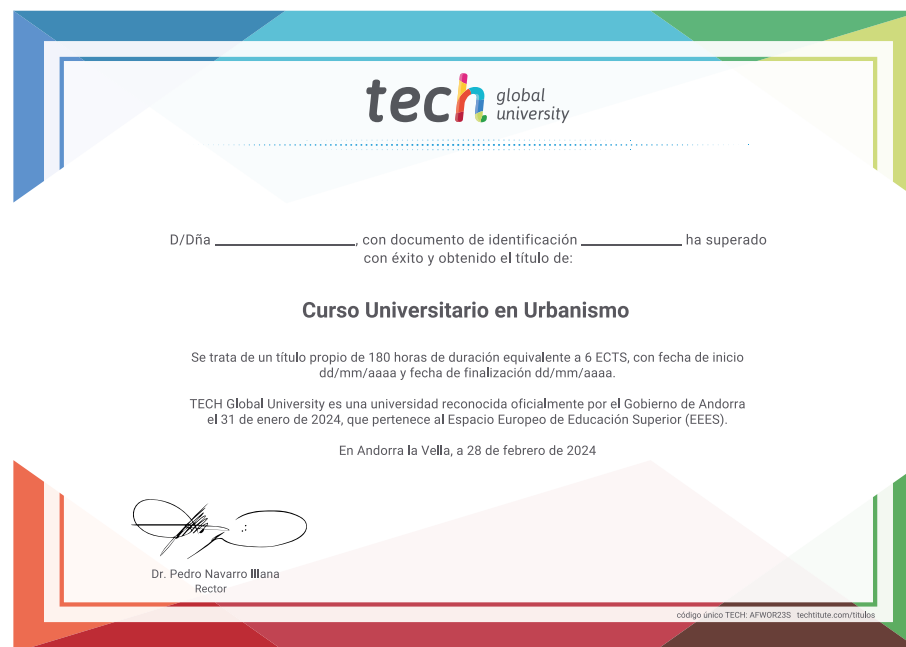 tech global university
D/Dña ____________________, con documento de identificación ______________ ha superado
con éxito y obtenido el título de:
Curso Universitario en Urbanismo
Se trata de un título propio de 180 horas de duración equivalente a 6 ECTS, con fecha de inicio
dd/mm/aaaa y fecha de finalización dd/mm/aaaa.
TECH Global University es una universidad reconocida oficialmente por el Gobierno de Andorra
el 31 de enero de 2024, que pertenece al Espacio Europeo de Educación Superior (EEES).
En Andorra la Vella, a 28 de febrero de 2024
Dr. Pedro Navarro Illana
Rector
código único TECH: AFWOR23S techtitute.com/titulos